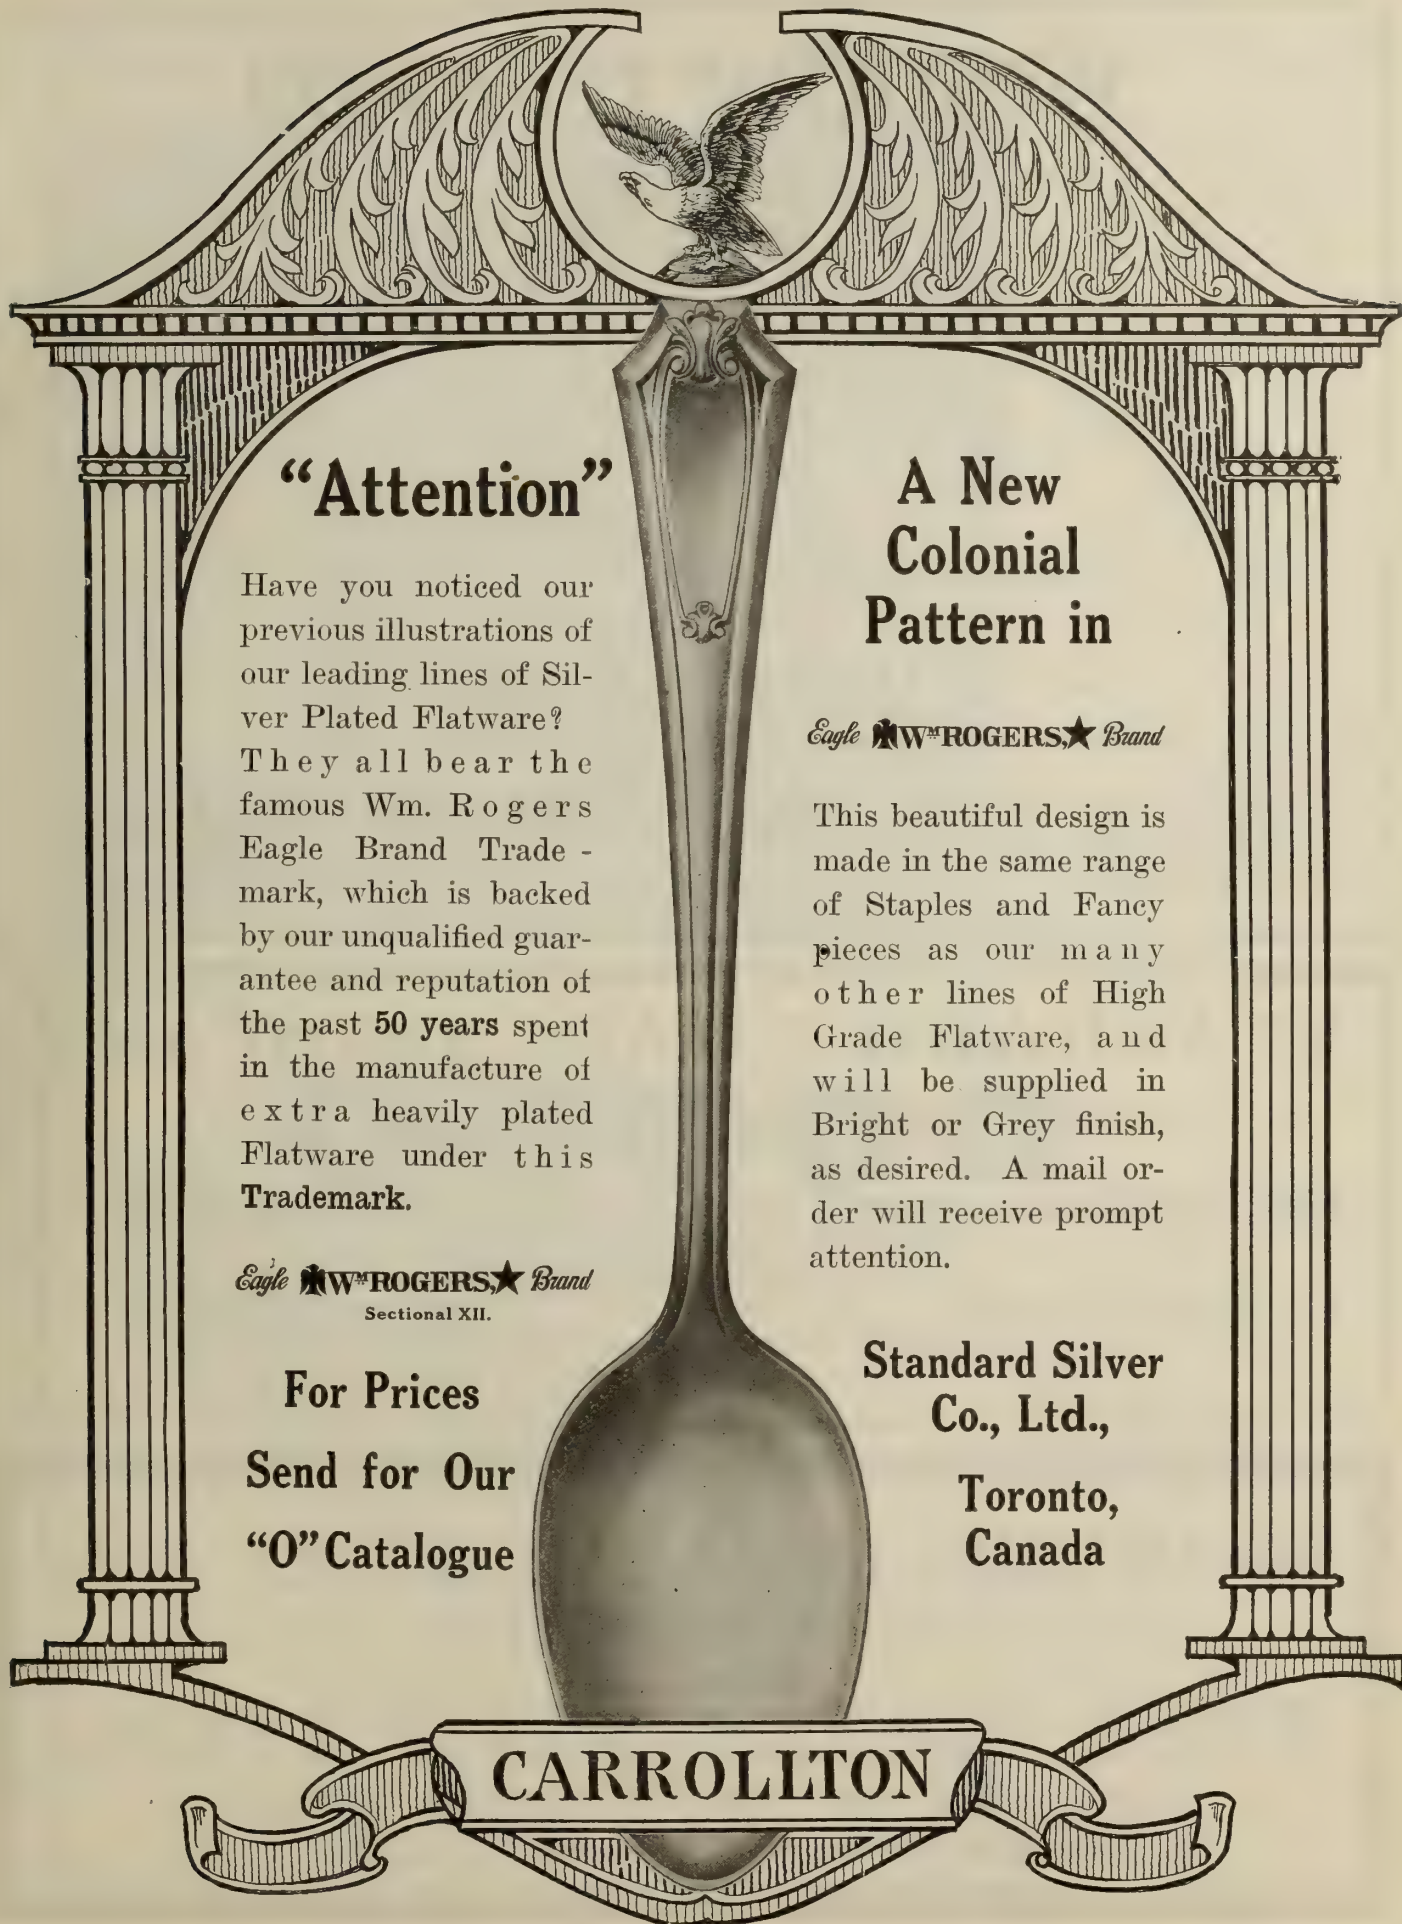 “Attention”
Have you noticed our
previous illustrations of
our leading lines of Sil-
ver Plated Flatware?
They all bear the
famous Wm. Rogers
Eagle Brand Trade -
mark, which is backed
by our unqualified guar-
antee and reputation of
the past 50 years spent
in the manufacture of
extra heavily plated
Flatware under this
Trademark.
Eagle WM ROGERS, Brand
Sectional XII.
For Prices
Send for Our
“O” Catalogue
A New
Colonial
Pattern in
Eagle WM ROGERS, Brand
This beautiful design is
made in the same range
of Staples and Fancy
pieces as our many
other lines of High
Grade Flatware, and
will be supplied in
Bright or Grey finish,
as desired. A mail or-
der will receive prompt
attention.
Standard Silver
Co., Ltd.,
Toronto,
Canada
CARROLLTON